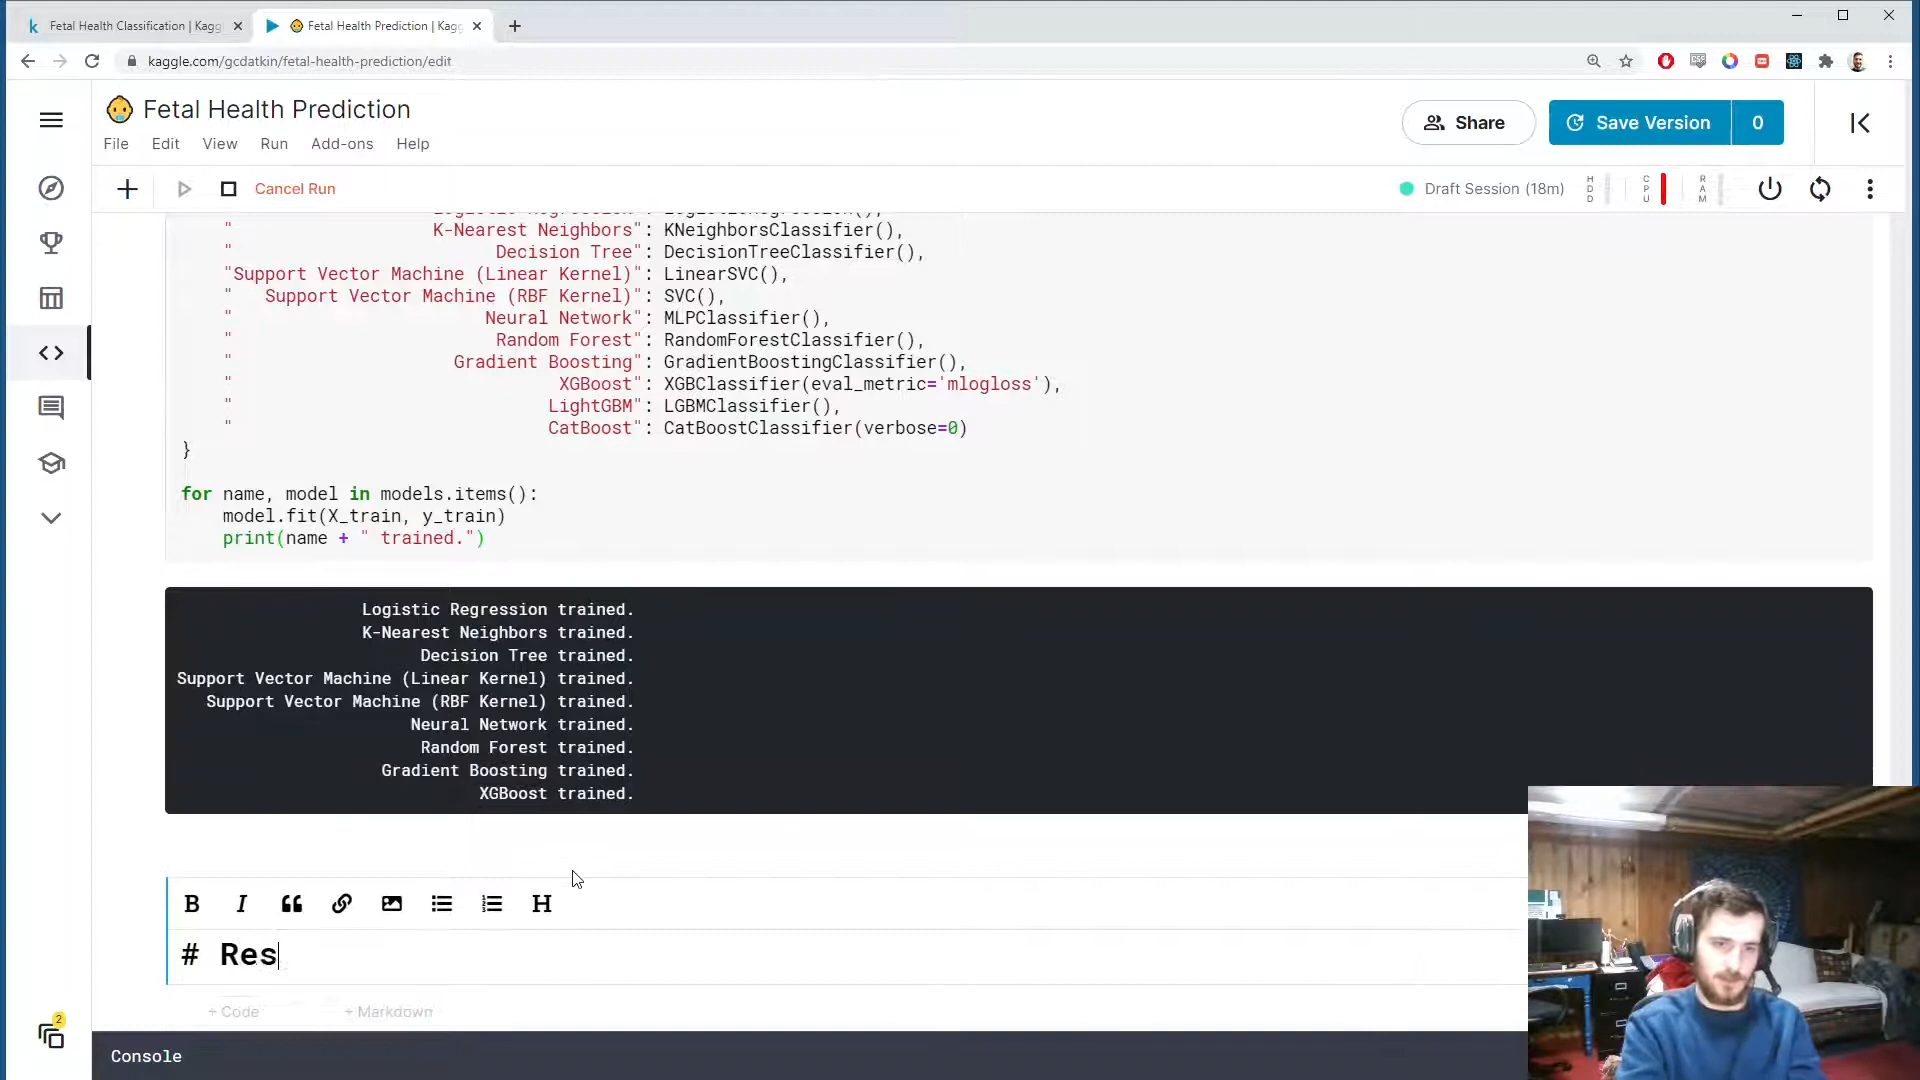 Fetal Health Classification | Kagg
Fetal Health Prediction | Kagg
kaggle.com/gcdatkin/fetal-health-prediction/edit
Fetal Health Prediction
File Edit View Run Add-ons Help
Share
Save Version 0
Cancel Run
Draft Session (18m)
HDD
CPU
RAM
" K-Nearest Neighbors": KNeighborsClassifier(),
" Decision Tree": DecisionTreeClassifier(),
"Support Vector Machine (Linear Kernel)": LinearSVC(),
" Support Vector Machine (RBF Kernel)": SVC(),
" Neural Network": MLPClassifier(),
" Random Forest": RandomForestClassifier(),
" Gradient Boosting": GradientBoostingClassifier(),
" XGBoost": XGBClassifier(eval_metric='mlogloss'),
" LightGBM": LGBMClassifier(),
" CatBoost": CatBoostClassifier(verbose=0)
}
for name, model in models.items():
model.fit(X_train, y_train)
print(name + " trained.")
Logistic Regression trained.
K-Nearest Neighbors trained.
Decision Tree trained.
Support Vector Machine (Linear Kernel) trained.
Support Vector Machine (RBF Kernel) trained.
Neural Network trained.
Random Forest trained.
Gradient Boosting trained.
XGBoost trained.
B I H
# Res
+ Code + Markdown
2
Console